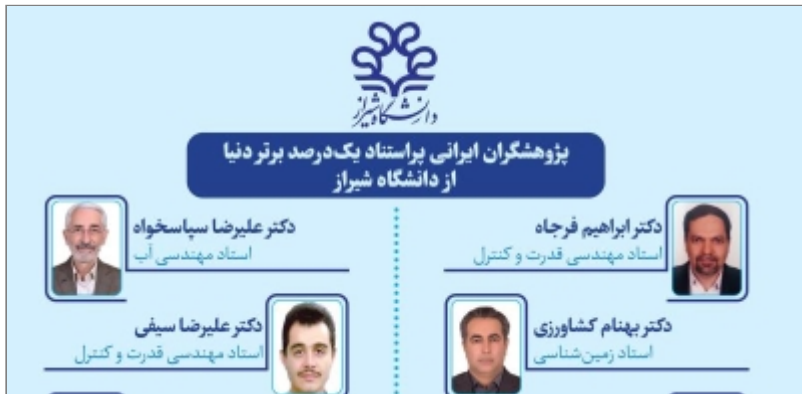 دانشگاه شیراز
پژوهشگران ایرانی پراستناد یک‌درصد برتر دنیا
از دانشگاه شیراز
دکتر ابراهیم فرجاه
استاد مهندسی قدرت و کنترل
دکتر علیرضا سپاسخواه
استاد مهندسی آب
دکتر بهنام کشاورزی
استاد زمین‌شناسی
دکتر علیرضا سیفی
استاد مهندسی قدرت و کنترل